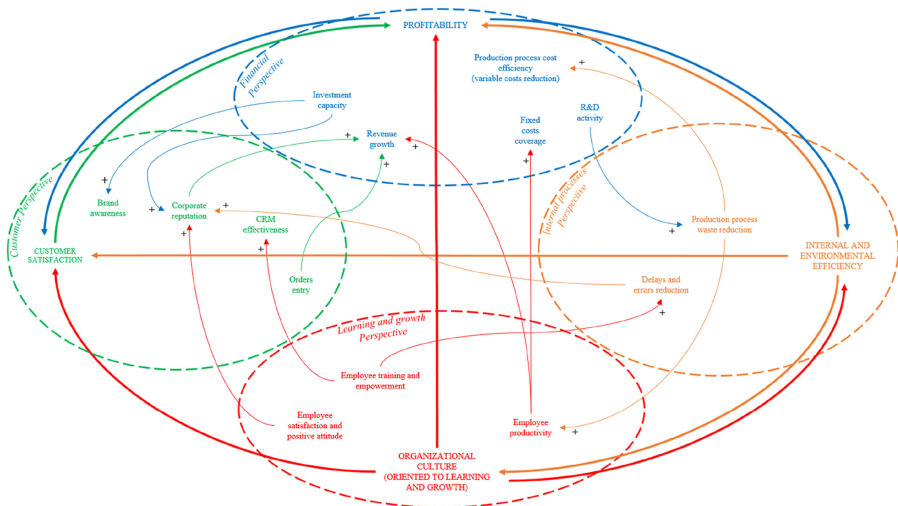 PROFITABILITY
Financial
Perspective
Production process cost
efficiency
(variable costs reduction)
+
Investment
capacity
R&D
activity
Fixed
costs
coverage
Revenue
growth
+
+
+
+
Customer Perspective
Internal processes
Perspective
+
Brand
awareness
+
Corporate
reputation
+
+
CRM
effectiveness
+
+
Production process
waste reduction
CUSTOMER
SATISFACTION
INTERNAL AND
ENVIRONMENTAL
EFFICIENCY
Orders
entry
Delays and
errors reduction
+
Learning and growth
Perspective
Employee training and
empowerment
Employee
satisfaction and
positive attitude
Employee
productivity
+
ORGANIZATIONAL
CULTURE
(ORIENTED TO LEARNING
AND GROWTH)